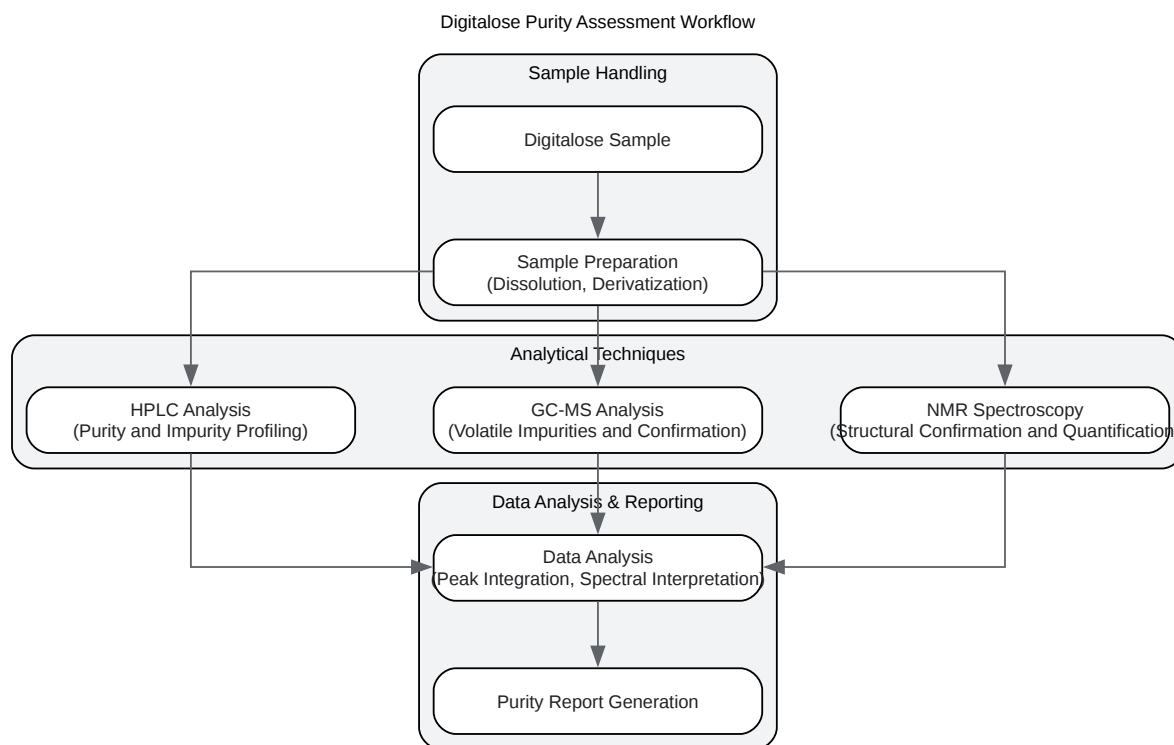 Digitalose Purity Assessment Workflow
Sample Handling
Digitalose Sample
Sample Preparation
(Dissolution, Derivatization)
Analytical Techniques
HPLC Analysis
(Purity and Impurity Profiling)
GC-MS Analysis
(Volatile Impurities and Confirmation)
NMR Spectroscopy
(Structural Confirmation and Quantification)
Data Analysis & Reporting
Data Analysis
(Peak Integration, Spectral Interpretation)
Purity Report Generation